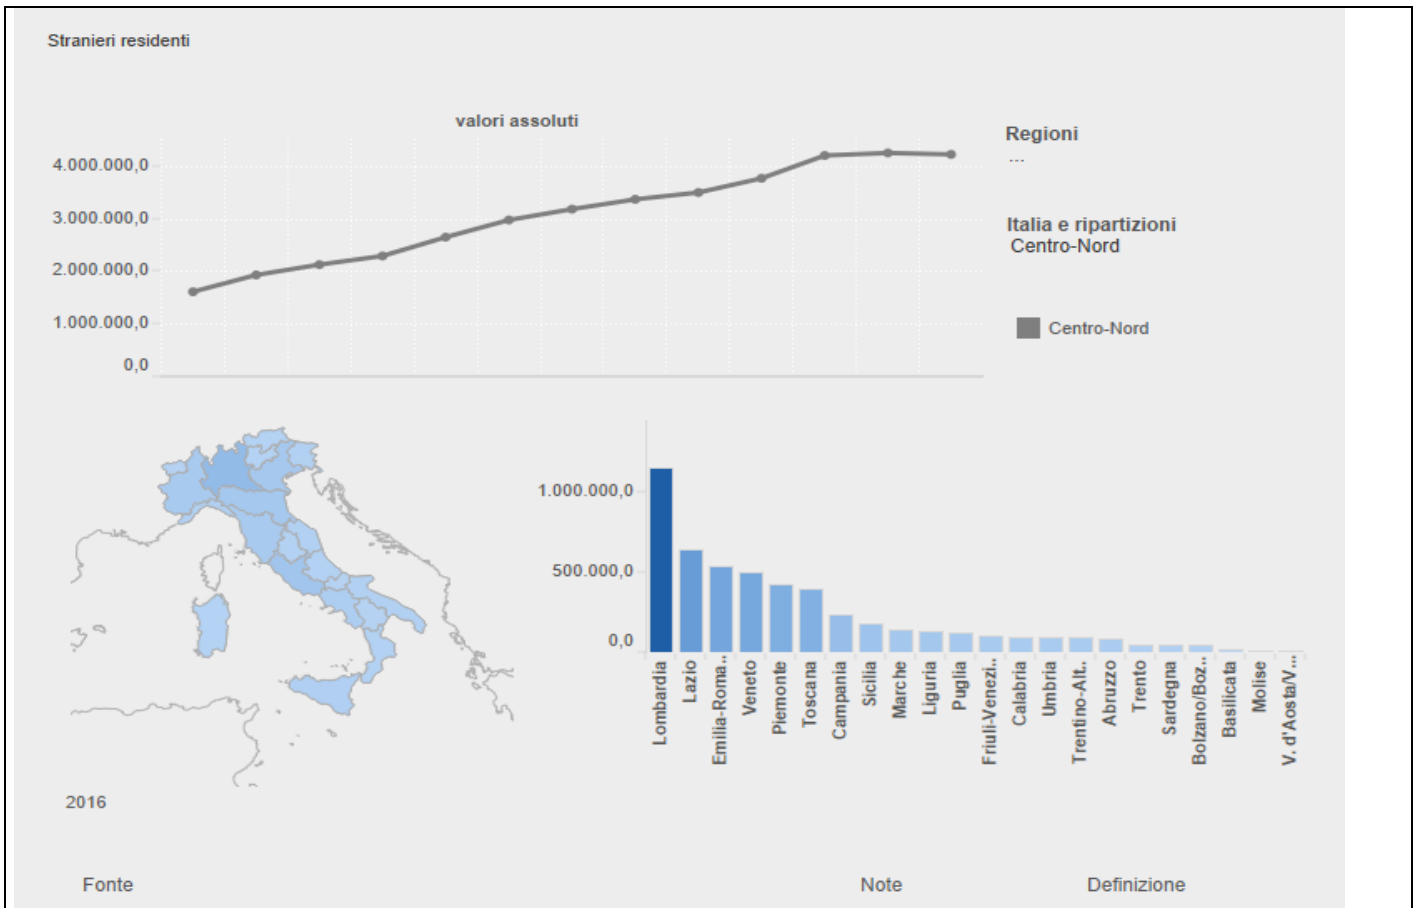 Stranieri residenti
valori assoluti
4.000.000,0
3.000.000,0
2.000.000,0
1.000.000,0
0,0
Regioni
...
Italia e ripartizioni
Centro-Nord
Centro-Nord
1.000.000,0
500.000,0
0,0
Lombardia
Lazio
Emilia-Roma..
Veneto
Piemonte
Toscana
Campania
Sicilia
Marche
Liguria
Puglia
Friuli-Venezi..
Calabria
Umbria
Trentino-Alt..
Abruzzo
Trento
Sardegna
Bolzano/Boz..
Basilicata
Molise
V. d'Aosta/V...
2016
Fonte
Note
Definizione